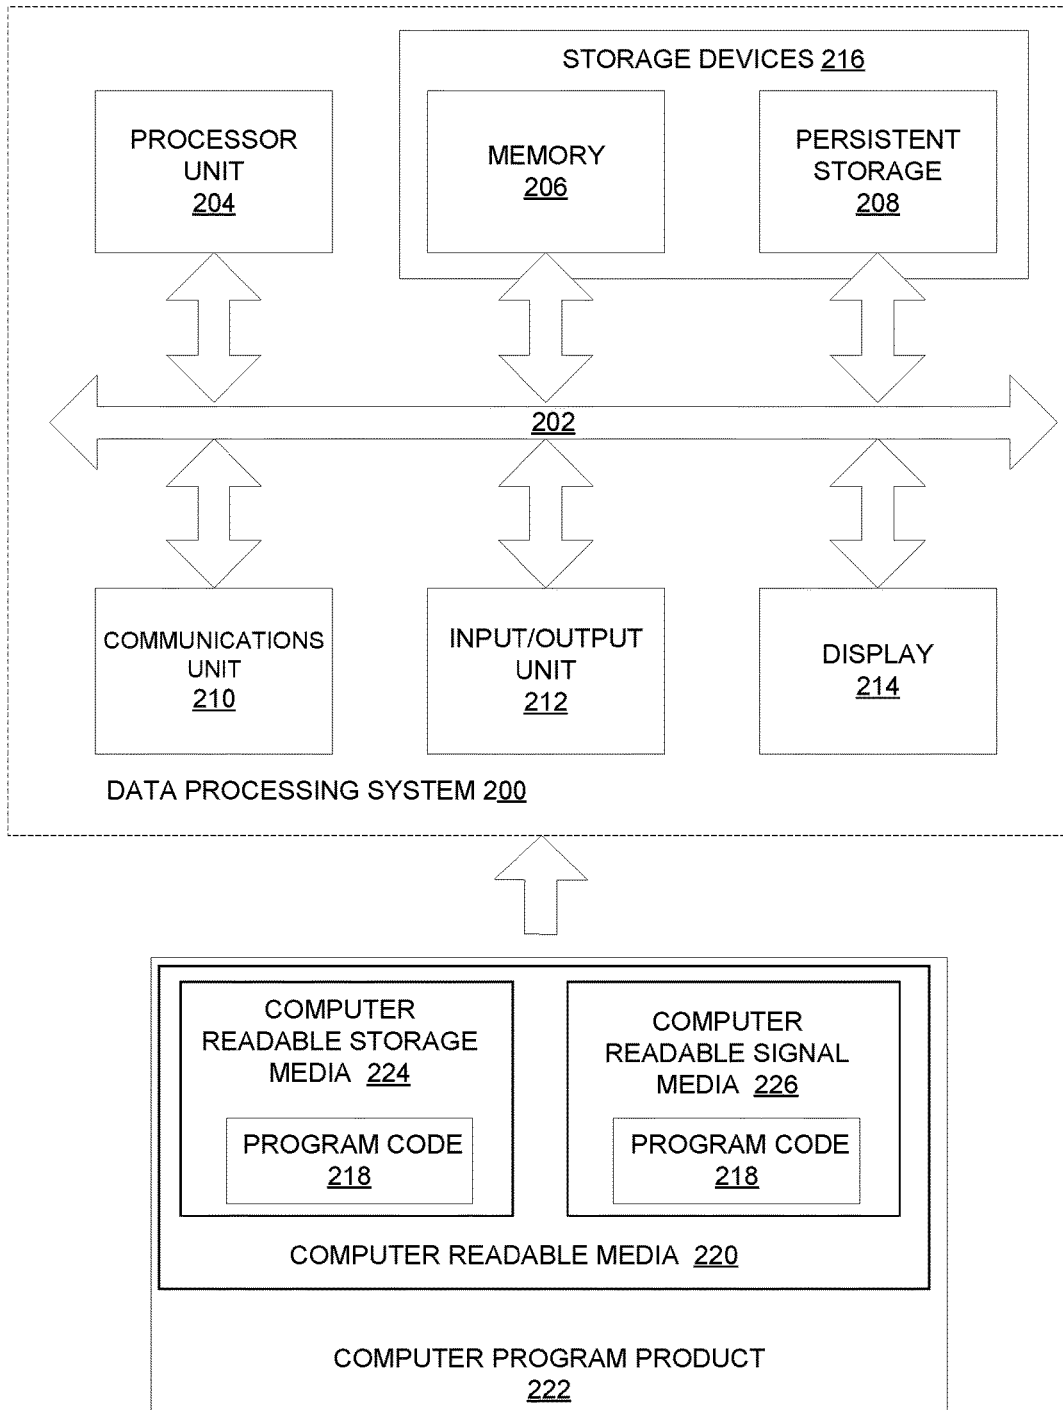 STORAGE DEVICES 216
PROCESSOR
UNIT
204
MEMORY
206
PERSISTENT
STORAGE
208
202
COMMUNICATIONS
UNIT
210
INPUT/OUTPUT
UNIT
212
DISPLAY
214
DATA PROCESSING SYSTEM 200
COMPUTER
READABLE STORAGE
MEDIA 224
PROGRAM CODE
218
COMPUTER
READABLE SIGNAL
MEDIA 226
PROGRAM CODE
218
COMPUTER READABLE MEDIA 220
COMPUTER PROGRAM PRODUCT
222